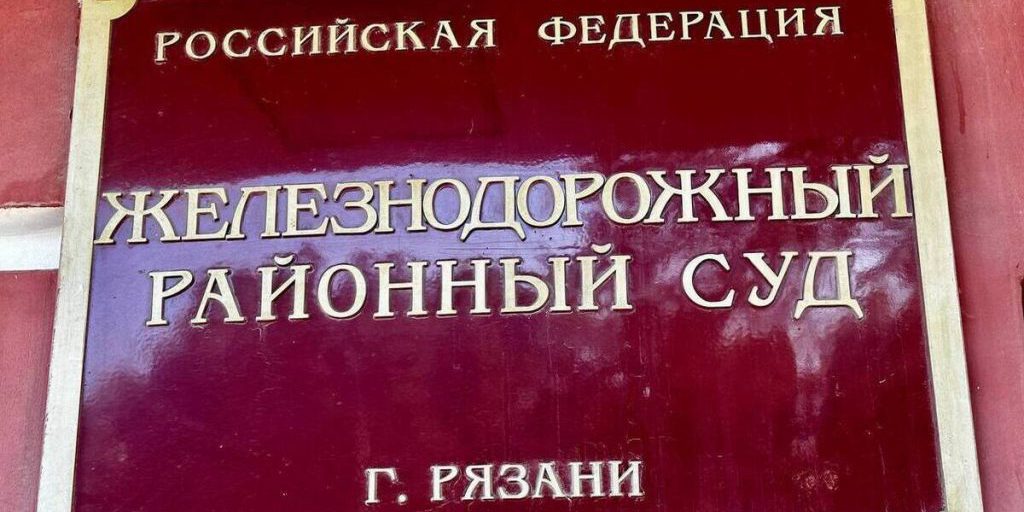 РОССИЙСКАЯ ФЕДЕРАЦИЯ
ЖЕЛЕЗНОДОРОЖНЫЙ
РАЙОННЫЙ СУД
Г. РЯЗАНИ